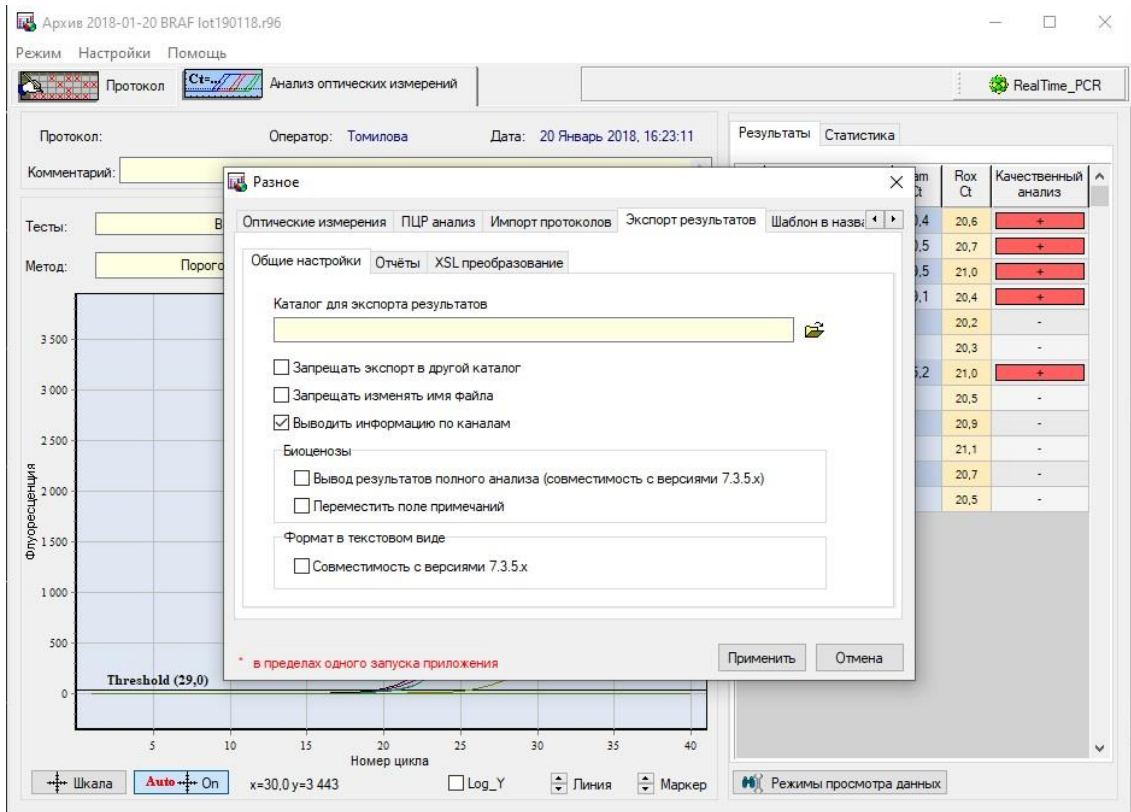 Архив 2018-01-20 BRAF lot190118.r96
Режим Настройки Помощь
Протокол
Ct=...
Анализ оптических измерений
RealTime_PCR
Протокол: Оператор: Томилова Дата: 20 Январь 2018, 16:23:11
Комментарий:
Тесты:
Метод: Порого
Результаты Статистика
Rox Ct
Качественный анализ
20,6 +
20,7 +
21,0 +
20,4 +
20,2 -
20,3 -
21,0 +
20,5 -
20,9 -
21,1 -
20,7 -
20,5 -
Разное
Оптические измерения ПЦР анализ Импорт протоколов Экспорт результатов Шаблон в назва
Общие настройки Отчёты XSL преобразование
Каталог для экспорта результатов
Запрещать экспорт в другой каталог
Запрещать изменять имя файла
Выводить информацию по каналам
Биоценозы
Вывод результатов полного анализа (совместимость с версиями 7.3.5.x)
Переместить поле примечаний
Формат в текстовом виде
Совместимость с версиями 7.3.5.x
* в пределах одного запуска приложения
Применить Отмена
Флуоресценция
3 500
3 000
2 500
2 000
1 500
1 000
500
0
Threshold (29,0)
5 10 15 20 25 30 35 40
Номер цикла
Шкала Auto On x=30,0 y=3 443 Log_Y Линия Маркер
Режимы просмотра данных